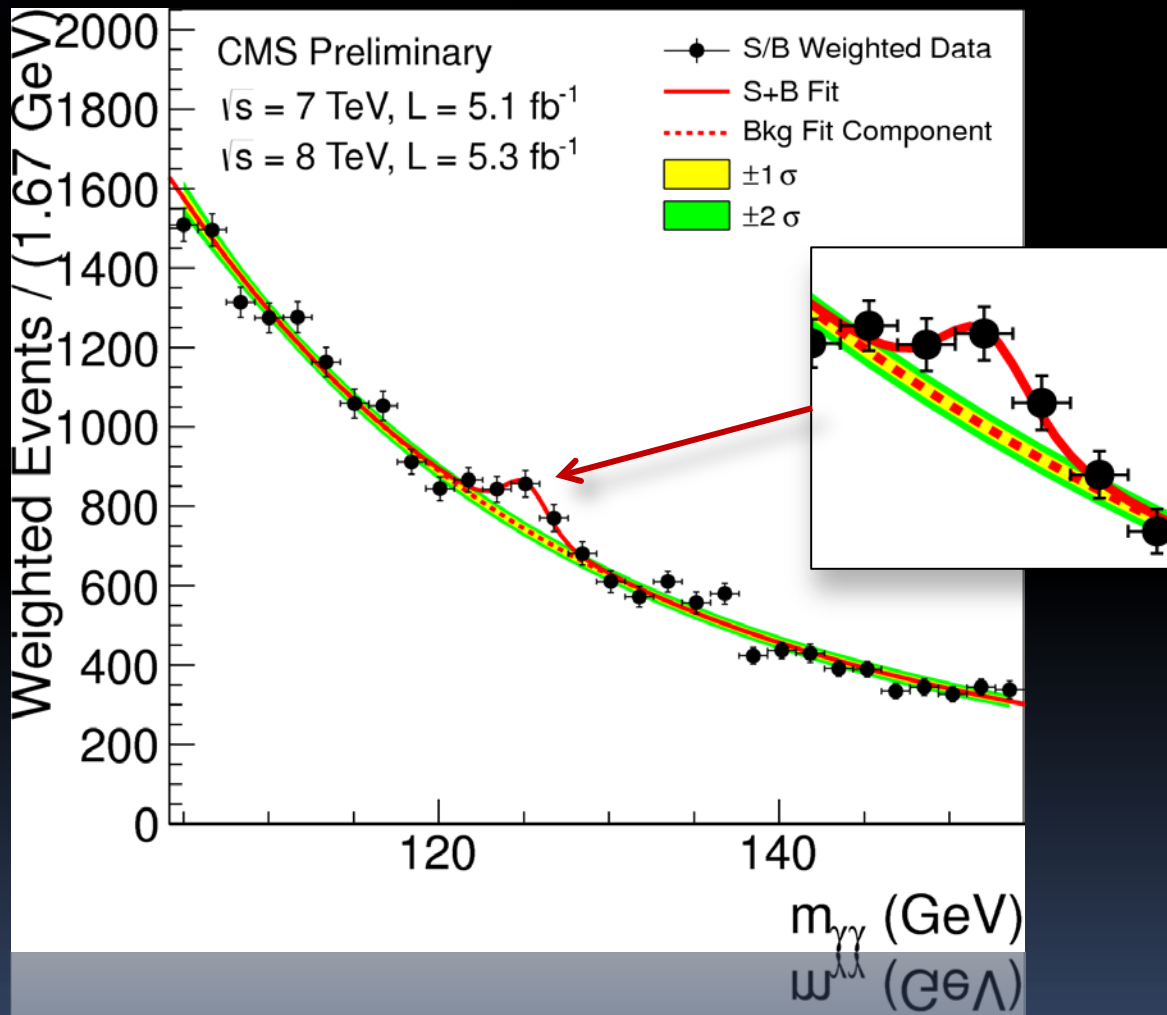 CMS Preliminary
√s = 7 TeV, L = 5.1 fb⁻¹
√s = 8 TeV, L = 5.3 fb⁻¹
S/B Weighted Data
S+B Fit
Bkg Fit Component
±1 σ
±2 σ
Weighted Events / (1.67 GeV)
2000
1800
1600
1400
1200
1000
800
600
400
200
0
120 140
m_γγ (GeV)